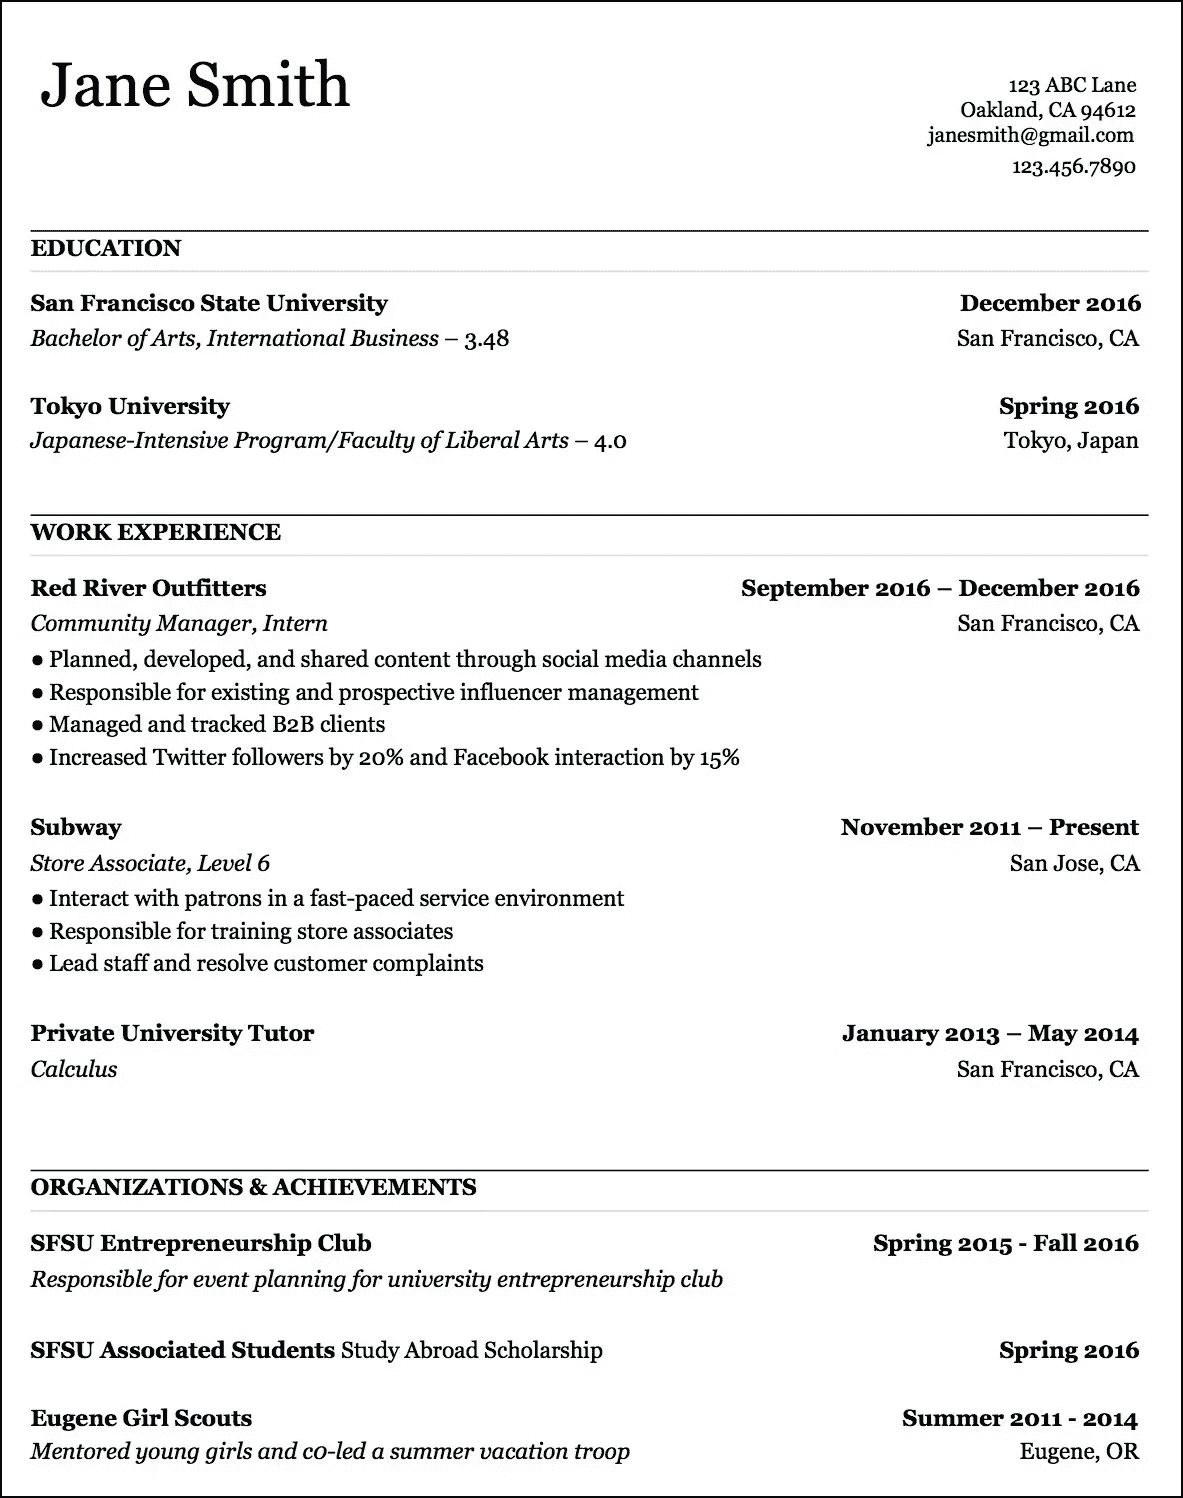 Jane Smith
123 ABC Lane
Oakland, CA 94612
janesmith@gmail.com
123.456.7890
EDUCATION
San Francisco State University December 2016
Bachelor of Arts, International Business – 3.48 San Francisco, CA
Tokyo University Spring 2016
Japanese-Intensive Program/Faculty of Liberal Arts – 4.0 Tokyo, Japan
WORK EXPERIENCE
Red River Outfitters September 2016 – December 2016
Community Manager, Intern San Francisco, CA
● Planned, developed, and shared content through social media channels
● Responsible for existing and prospective influencer management
● Managed and tracked B2B clients
● Increased Twitter followers by 20% and Facebook interaction by 15%
Subway November 2011 – Present
Store Associate, Level 6 San Jose, CA
● Interact with patrons in a fast-paced service environment
● Responsible for training store associates
● Lead staff and resolve customer complaints
Private University Tutor January 2013 – May 2014
Calculus San Francisco, CA
ORGANIZATIONS & ACHIEVEMENTS
SFSU Entrepreneurship Club Spring 2015 - Fall 2016
Responsible for event planning for university entrepreneurship club
SFSU Associated Students Study Abroad Scholarship Spring 2016
Eugene Girl Scouts Summer 2011 - 2014
Mentored young girls and co-led a summer vacation troop Eugene, OR